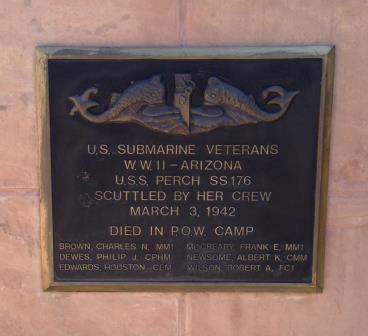 U.S. SUBMARINE VETERANS
W.W.II - ARIZONA
U.S.S. PERCH SS176
SCUTTLED BY HER CREW
MARCH 3, 1942
DIED IN P.O.W. CAMP
BROWN, CHARLES N. MM1 McCREARY, FRANK E. MM1
DEWES, PHILIP J. CPHM NEWSOME, ALBERT K. CMM
EDWARDS, HOUSTON CEM WILSON, ROBERT A. FC1